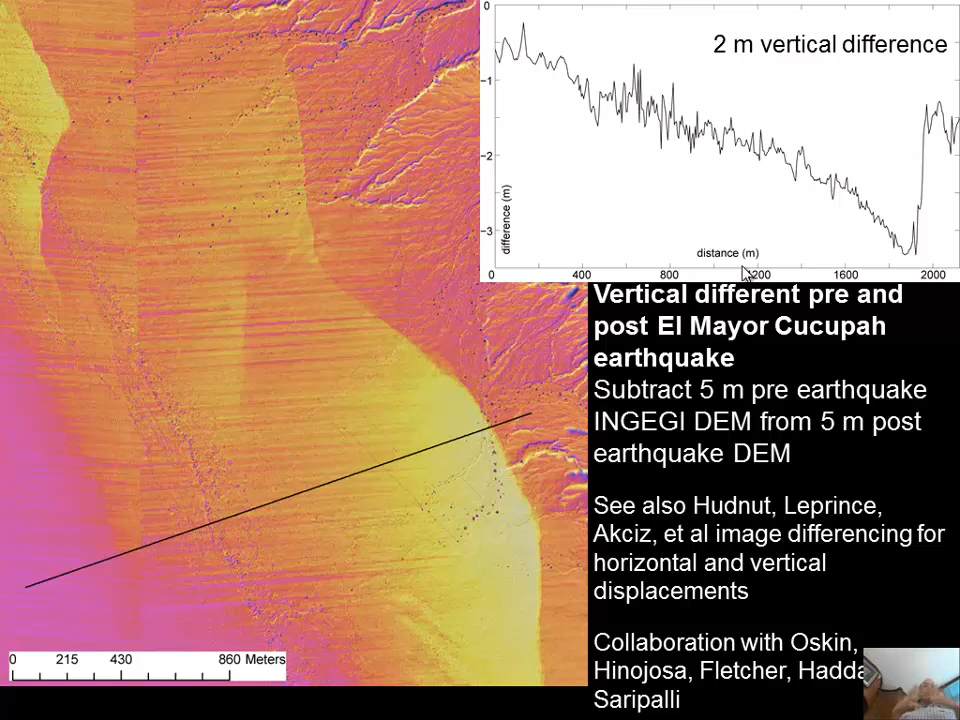 0
2 m vertical difference
−1
−2
−3
difference (m)
distance (m)
0 400 800 1200 1600 2000
Vertical different pre and
post El Mayor Cucupah
earthquake
Subtract 5 m pre earthquake
INGEGI DEM from 5 m post
earthquake DEM
See also Hudnut, Leprince,
Akciz, et al image differencing for
horizontal and vertical
displacements
Collaboration with Oskin,
Hinojosa, Fletcher, Hadda
Saripalli
0 215 430 860 Meters